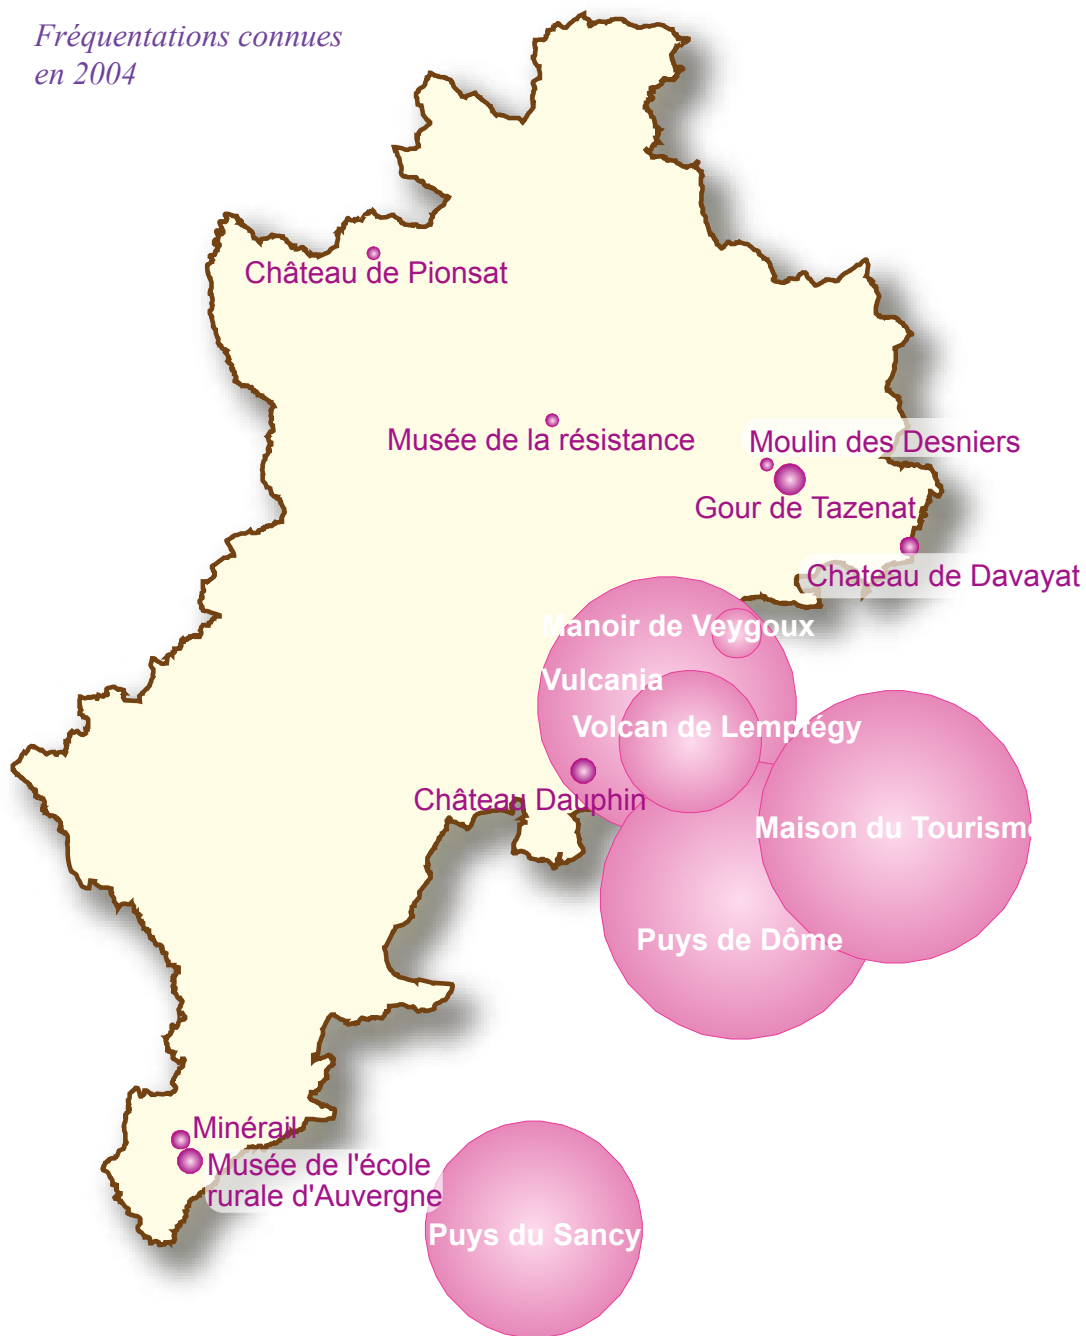 Fréquentations connues
en 2004
Château de Pionsat
Musée de la résistance
Moulin des Desniers
Gour de Tazenat
Chateau de Davayat
Manoir de Veygoux
Vulcania
Volcan de Lemptégy
Château Dauphin
Maison du Tourisme
Puys de Dôme
Minérail
Musée de l'école
rurale d'Auvergne
Puys du Sancy